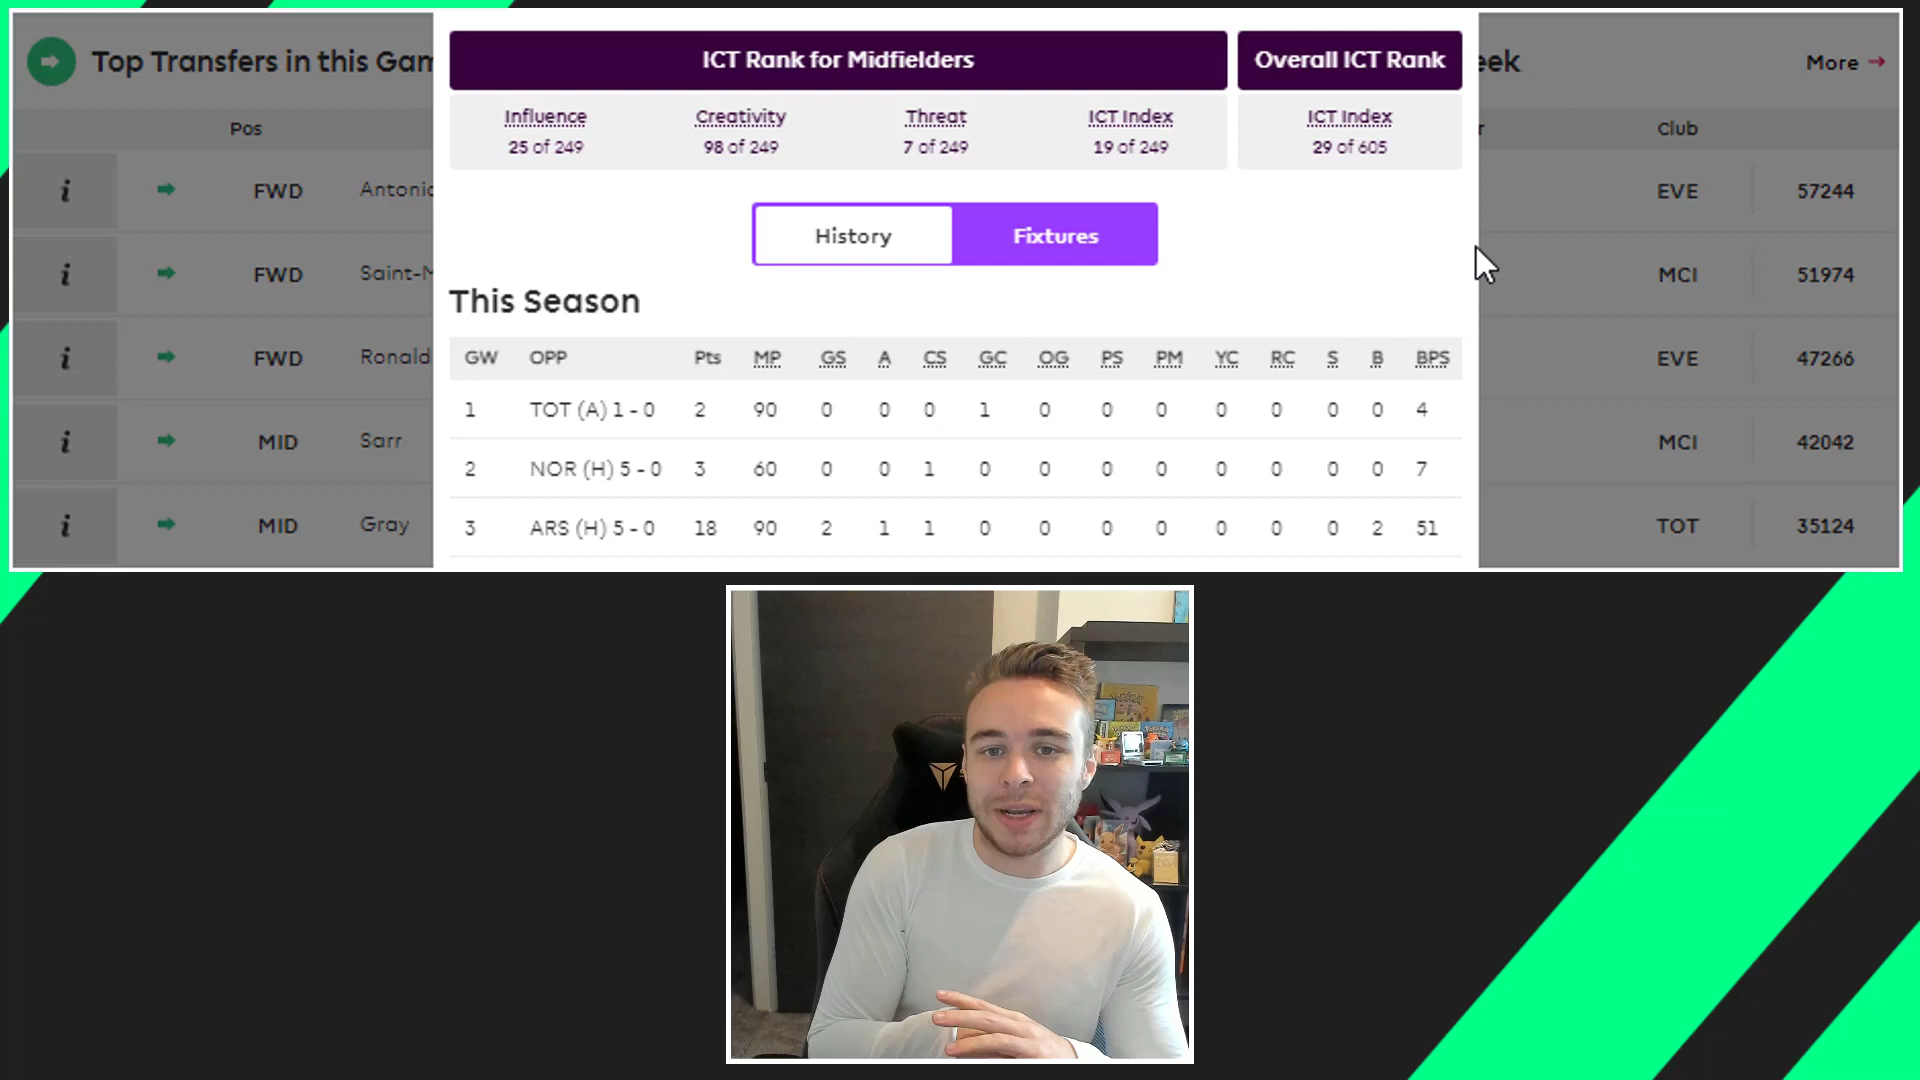 Top Transfers in this Gam
Pos
i FWD Antonio
i FWD Saint-M
i FWD Ronald
i MID Sarr
i MID Gray
ICT Rank for Midfielders Overall ICT Rank
Influence Creativity Threat ICT Index ICT Index
25 of 249 98 of 249 7 of 249 19 of 249 29 of 605
History Fixtures
This Season
GW OPP Pts MP GS A CS GC OG PS PM YC RC S B BPS
1 TOT (A) 1 - 0 2 90 0 0 0 1 0 0 0 0 0 0 0 4
2 NOR (H) 5 - 0 3 60 0 0 1 0 0 0 0 0 0 0 0 7
3 ARS (H) 5 - 0 18 90 2 1 1 0 0 0 0 0 0 0 2 51
eek More
r Club
EVE 57244
MCI 51974
EVE 47266
MCI 42042
TOT 35124